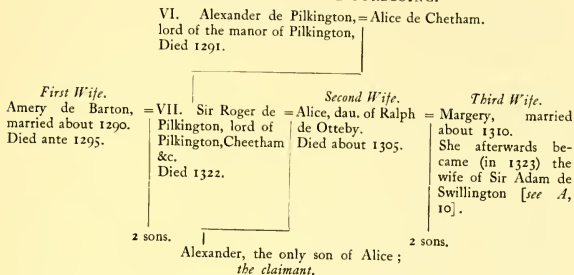 VI. Alexander de Pilkington, = Alice de Chetham.
lord of the manor of Pilkington,
Died 1291.
First Wife.
Amery de Barton,
married about 1290.
Died ante 1295.
= VII. Sir Roger de
Pilkington, lord of
Pilkington, Cheetham
&c.
Died 1322.
Second Wife.
= Alice, dau. of Ralph
de Otteby.
Died about 1305.
Third Wife.
= Margery, married
about 1310.
She afterwards be-
came (in 1323) the
wife of Sir Adam de
Swillington [see A,
10].
2 sons.
2 sons.
Alexander, the only son of Alice ;
the claimant.